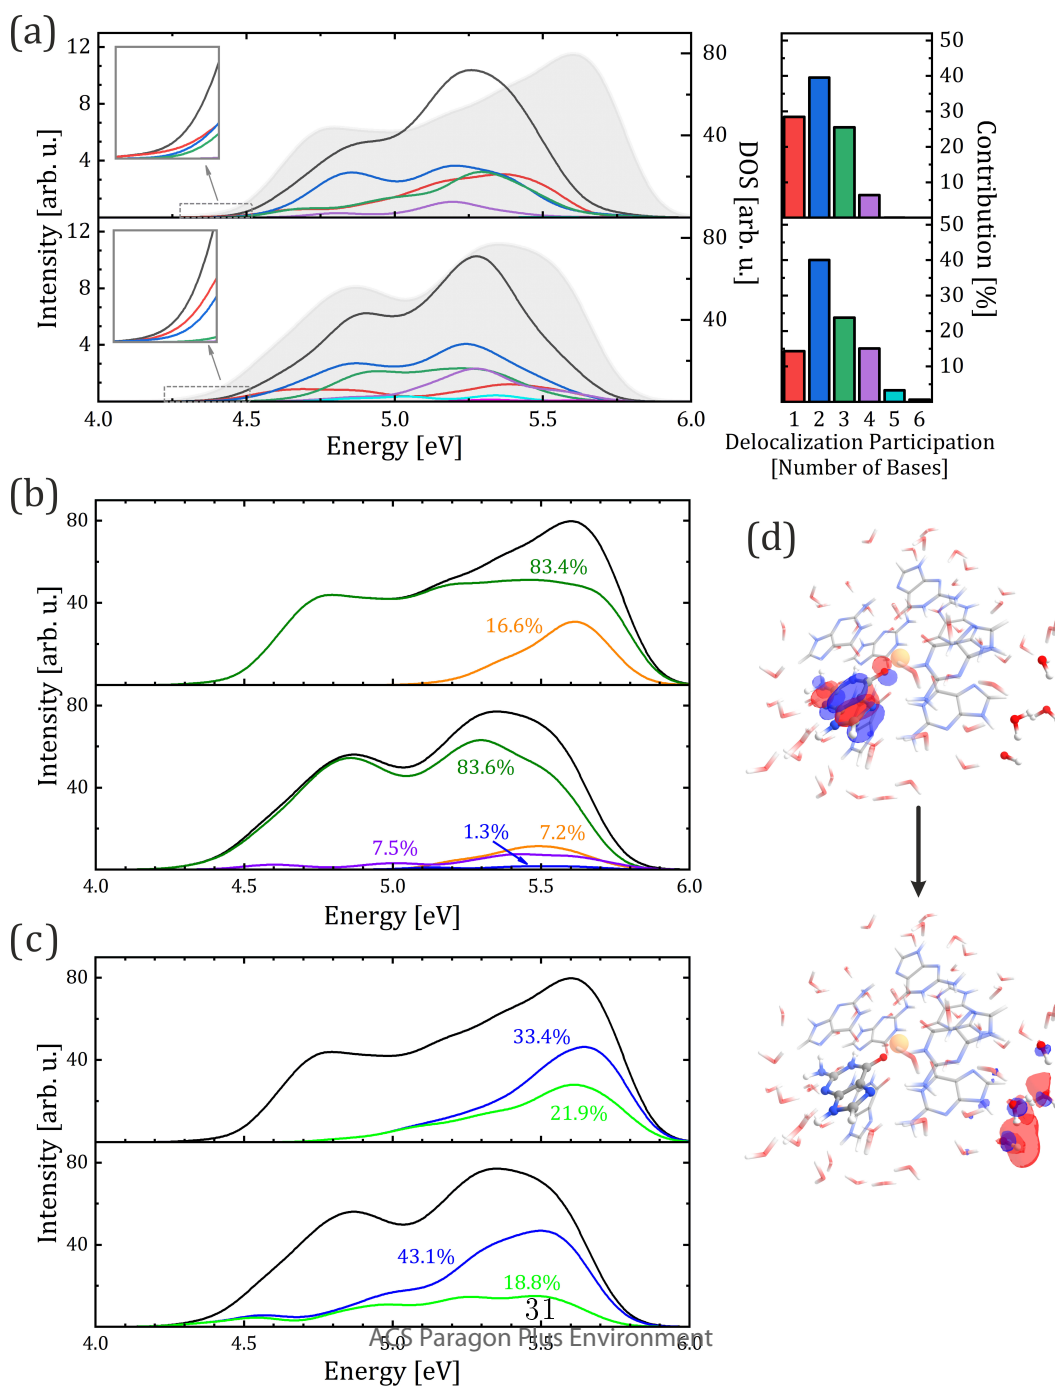 (a)
12
8
4
80
40
12
8
4
80
40
Intensity [arb. u.]
DOS [arb. u.]
4.0 4.5 5.0 5.5 6.0
Energy [eV]
50
40
30
20
10
50
40
30
20
10
Contribution [%]
1 2 3 4 5 6
Delocalization Participation
[Number of Bases]
(b)
80
40
83.4%
16.6%
80
40
83.6%
1.3%
7.2%
7.5%
Intensity [arb. u.]
4.0 4.5 5.0 5.5 6.0
Energy [eV]
(c)
80
40
33.4%
21.9%
80
40
43.1%
18.8%
Intensity [arb. u.]
4.0 4.5 5.0 5.5 6.0
Energy [eV]
(d)
31
ACS Paragon Plus Environment